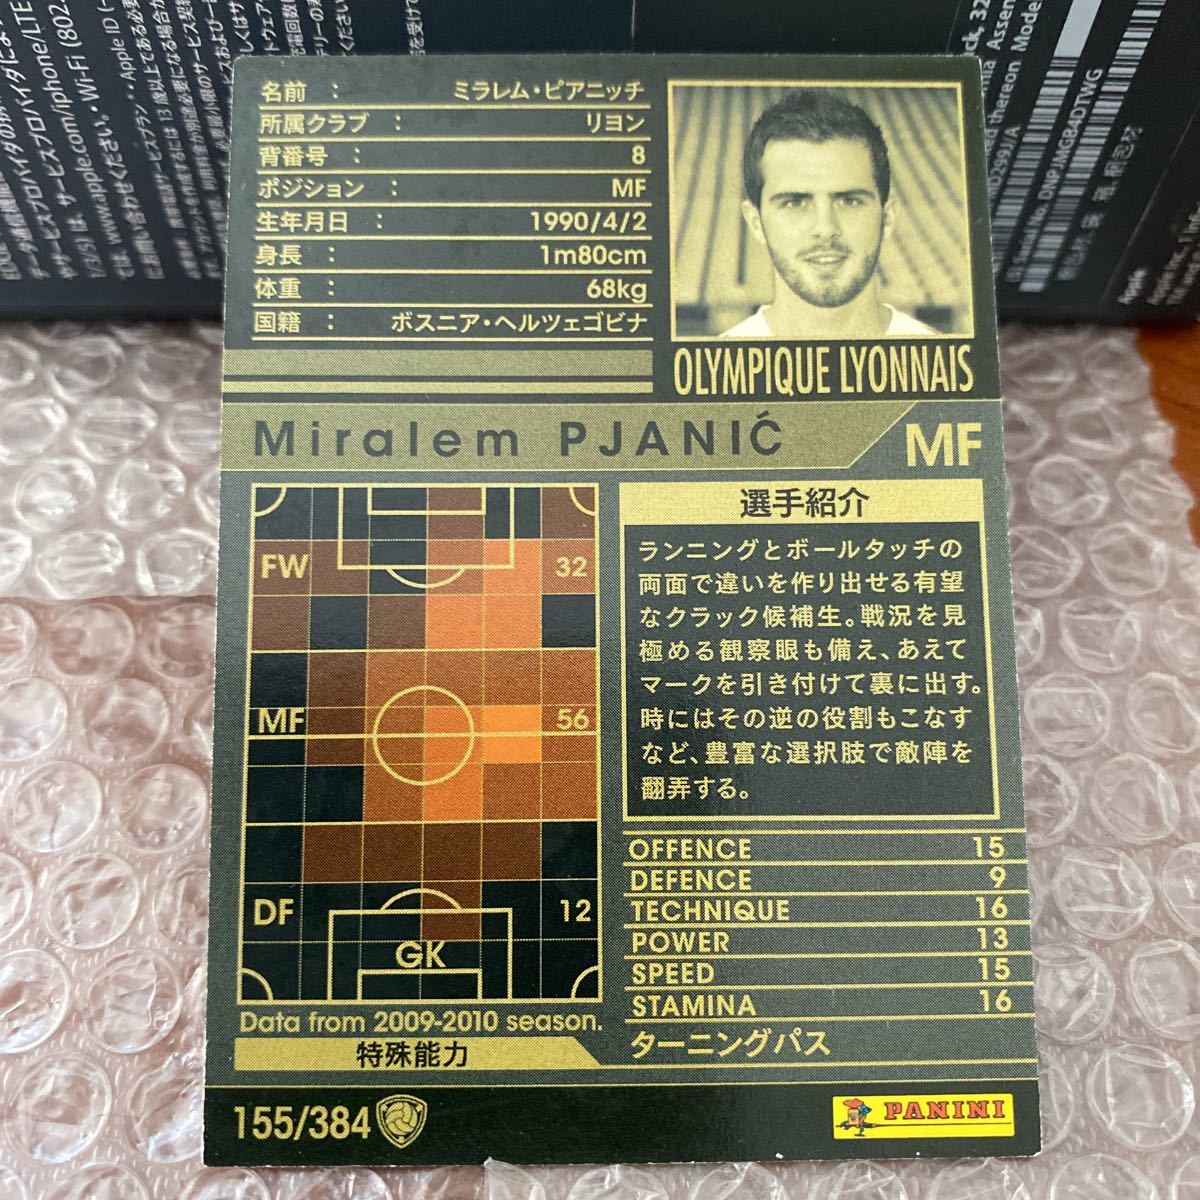 名前 : ミラレム・ピアニッチ
所属クラブ : リヨン
背番号 : 8
ポジション : MF
生年月日 : 1990/4/2
身長 : 1m80cm
体重 : 68kg
国籍 : ボスニア・ヘルツェゴビナ
OLYMPIQUE LYONNAIS
Miralem PJANIĆ
MF
FW 32
MF 56
DF 12
GK
Data from 2009-2010 season.
特殊能力
選手紹介
ランニングとボールタッチの
両面で違いを作り出せる有望
なクラック候補生。戦況を見
極める観察眼も備え、あえて
マークを引き付けて裏に出す。
時にはその逆の役割もこなす
など、豊富な選択肢で敵陣を
翻弄する。
OFFENCE 15
DEFENCE 9
TECHNIQUE 16
POWER 13
SPEED 15
STAMINA 16
ターニングパス
155/384
PANINI